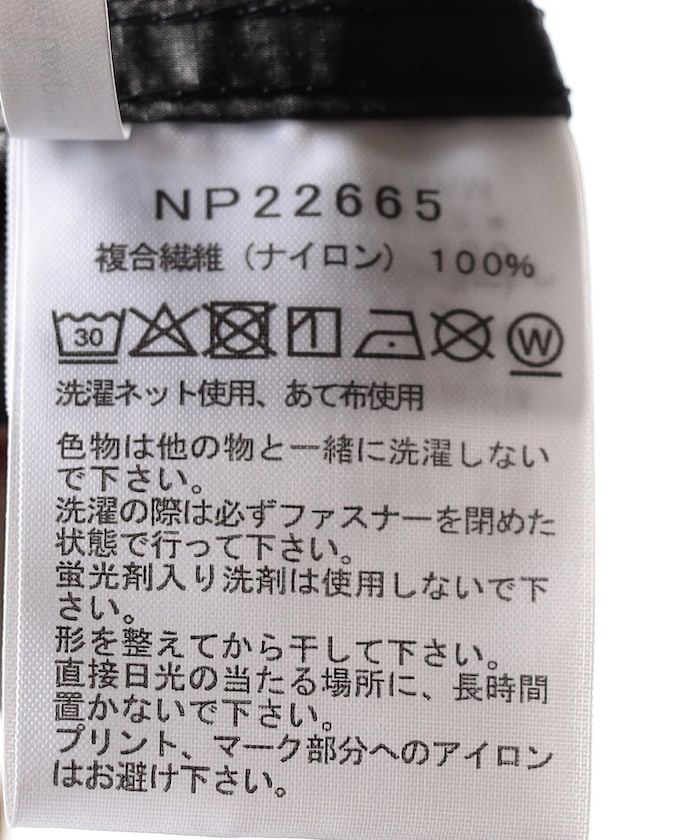 NP22665
複合繊維（ナイロン） 100%
30 W
洗濯ネット使用、あて布使用
色物は他の物と一緒に洗濯しない
で下さい。
洗濯の際は必ずファスナーを閉めた
状態で行って下さい。
蛍光剤入り洗剤は使用しないで下
さい。
形を整えてから干して下さい。
直接日光の当たる場所に、長時間
置かないで下さい。
プリント、マーク部分へのアイロン
はお避け下さい。